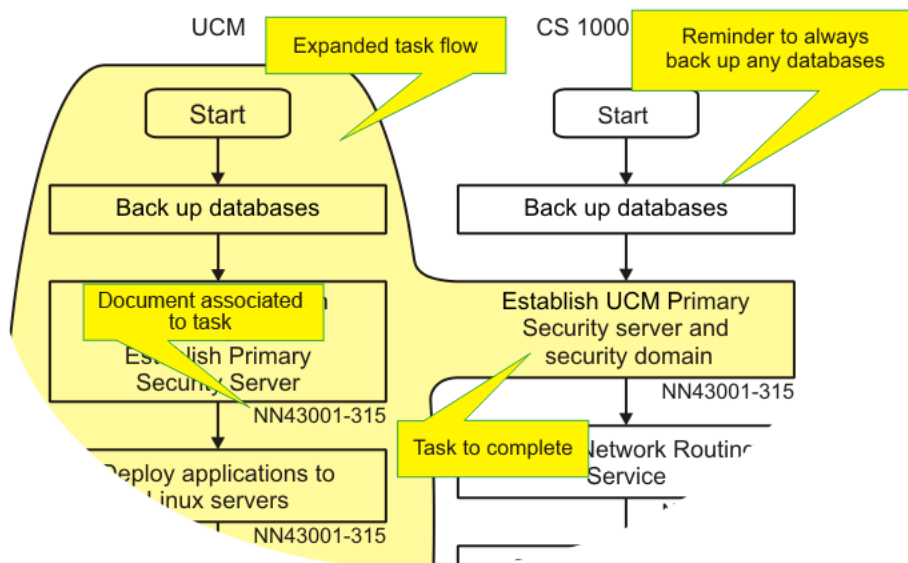 UCM
CS 1000
Expanded task flow
Reminder to always
back up any databases
Start
Start
Back up databases
Back up databases
Document associated
to task
Establish Primary
Security Server
NN43001-315
Establish UCM Primary
Security server and
security domain
NN43001-315
Task to complete
Network Routing
Service
Deploy applications to
Linux servers
NN43001-315